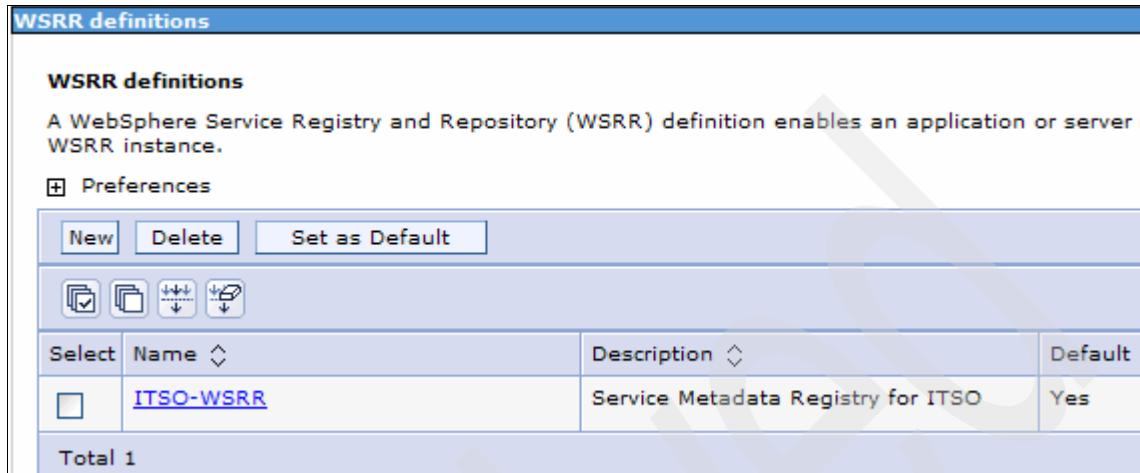 WSRR definitions
WSRR definitions
A WebSphere Service Registry and Repository (WSRR) definition enables an application or server
WSRR instance.
Preferences
New Delete Set as Default
Select Name Description Default
ITSO-WSRR Service Metadata Registry for ITSO Yes
Total 1